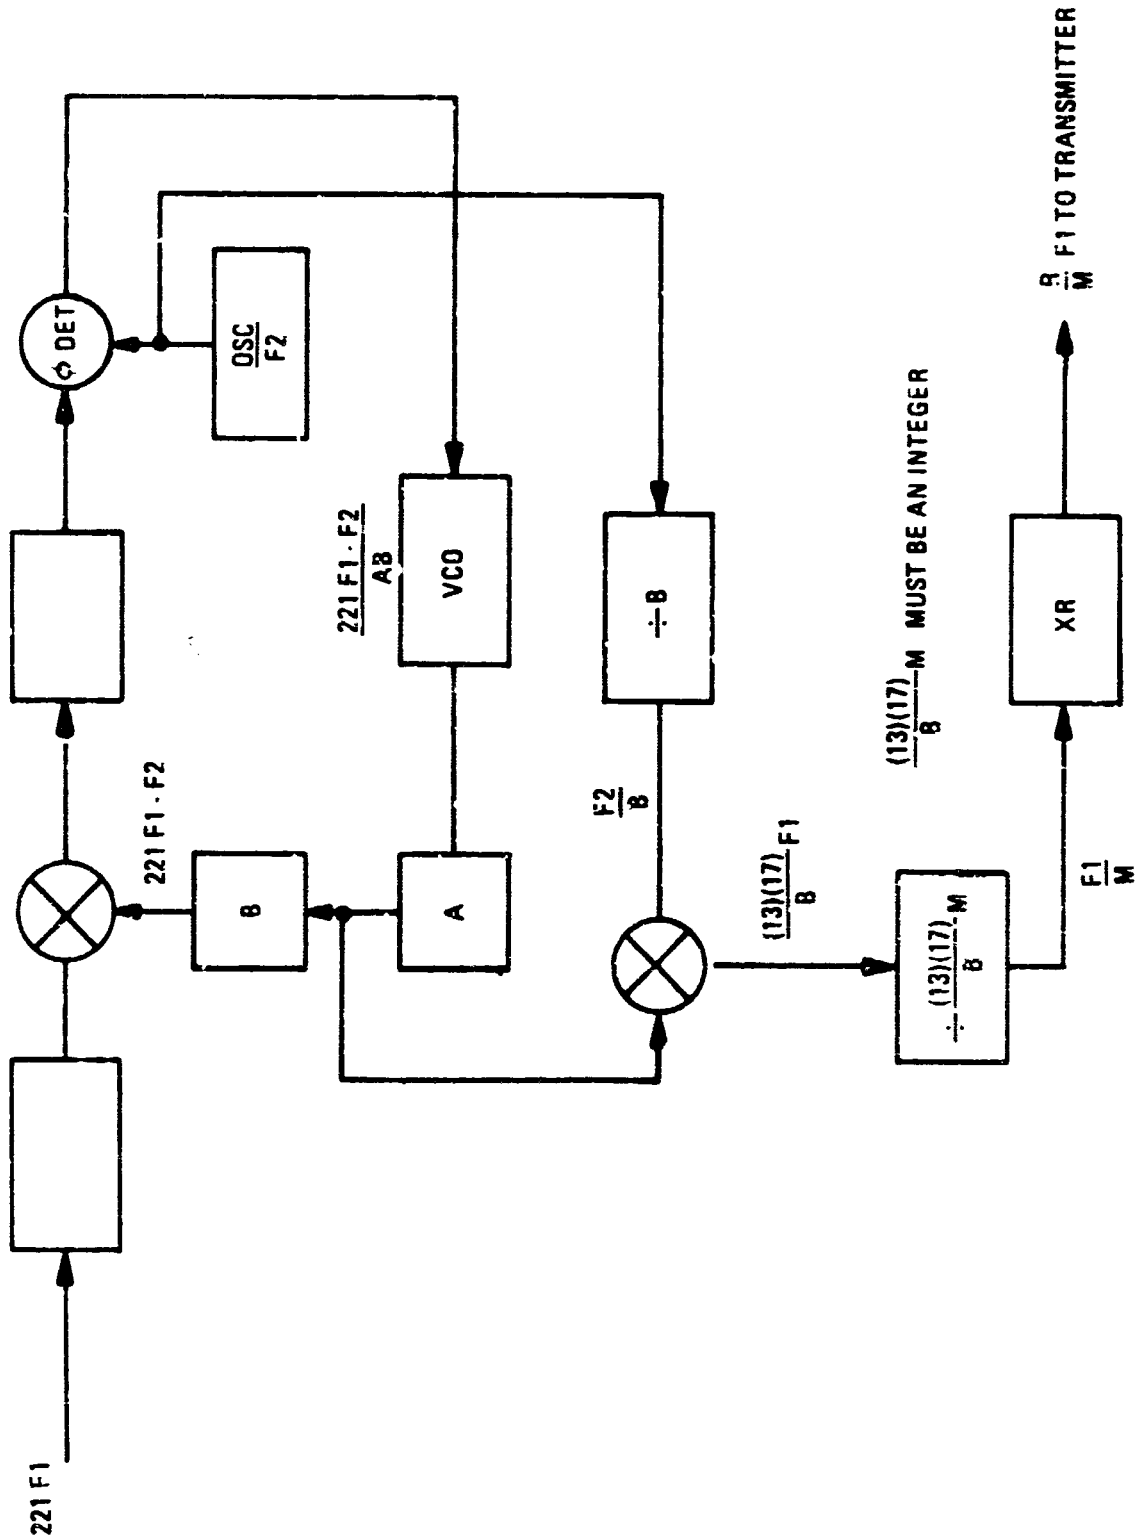 221 F1
φ DET
221 F1 - F2
OSC
F2
B
221 F1 - F2
AB
VCO
A
F2
B
÷ B
(13)(17)
B
F1
(13)(17)
B
M MUST BE AN INTEGER
÷ (13)(17)
B
M
F1
M
XR
R
M
F1 TO TRANSMITTER